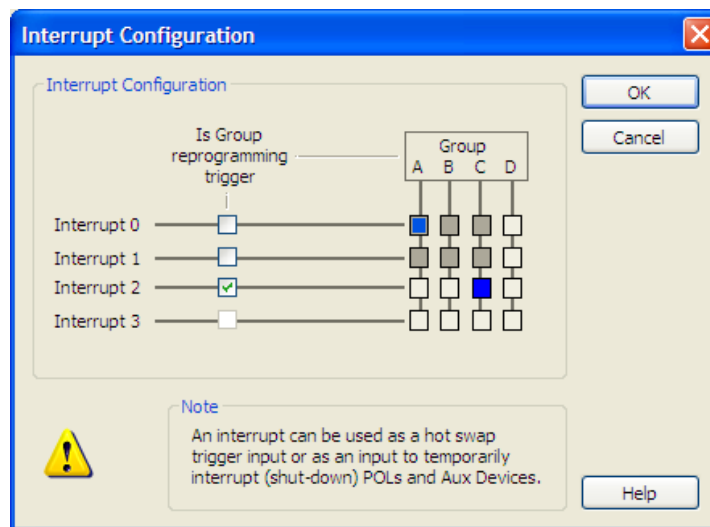 Interrupt Configuration
Interrupt Configuration
OK
Cancel
Is Group
reprogramming
trigger
Group
A B C D
Interrupt 0
Interrupt 1
Interrupt 2
Interrupt 3
Note
An interrupt can be used as a hot swap
trigger input or as an input to temporarily
interrupt (shut-down) POLs and Aux Devices.
Help